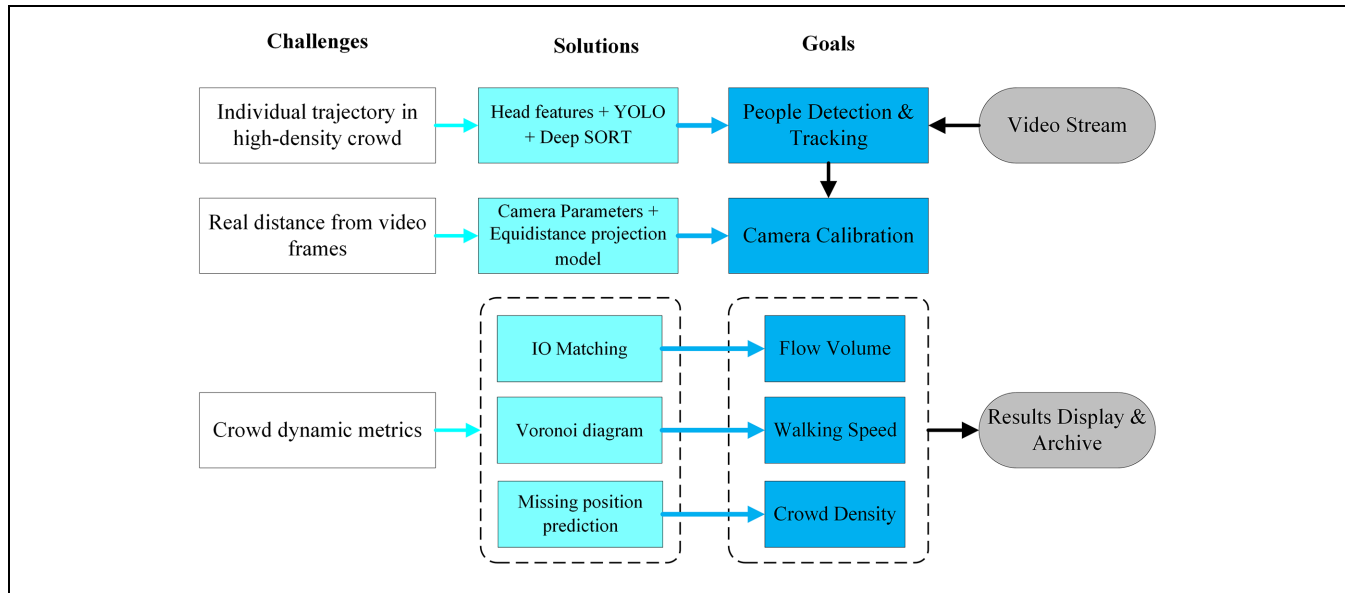 Challenges
Solutions
Goals
Individual trajectory in
high-density crowd
Head features + YOLO
+ Deep SORT
People Detection &
Tracking
Video Stream
Real distance from video
frames
Camera Parameters +
Equidistance projection
model
Camera Calibration
Crowd dynamic metrics
IO Matching
Flow Volume
Voronoi diagram
Walking Speed
Missing position
prediction
Crowd Density
Results Display &
Archive